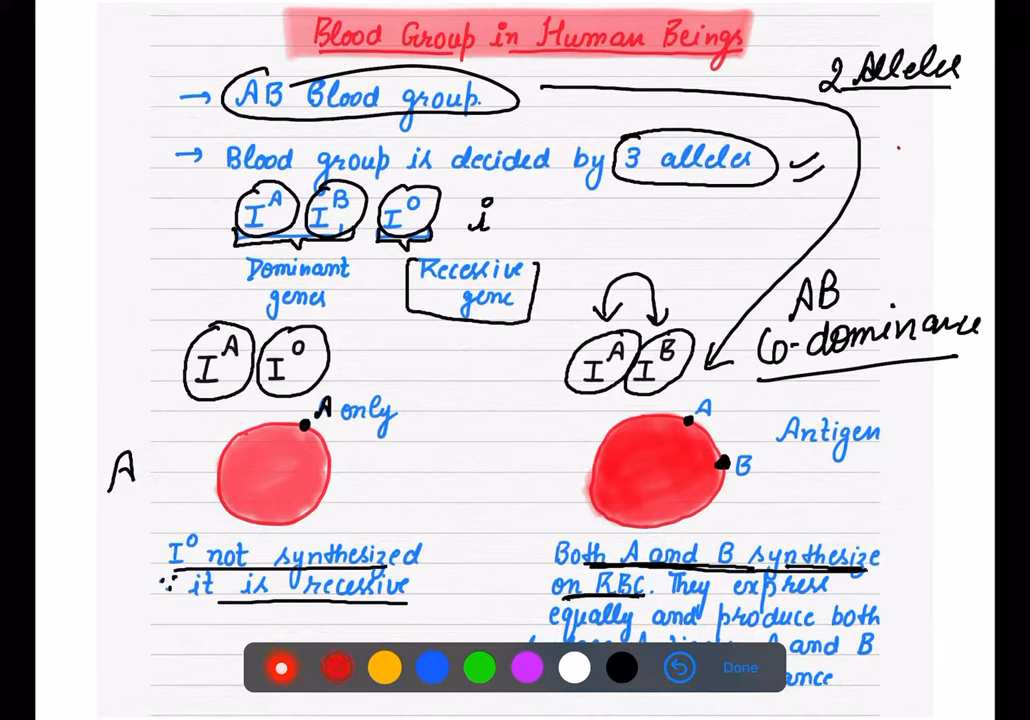 Blood Group in Human Beings
2 Alleles
→ AB Blood group.
→ Blood group is decided by 3 alleles
I^A I^B I^O i
Dominant genes
Recessive gene
AB
Co-dominance
I^A I^O
I^A I^B
A only
A
A
B
Antigen
I^O not synthesized
∵ it is recessive
Both A and B synthesize
on RBC. They express
equally and produce both
and B
Done